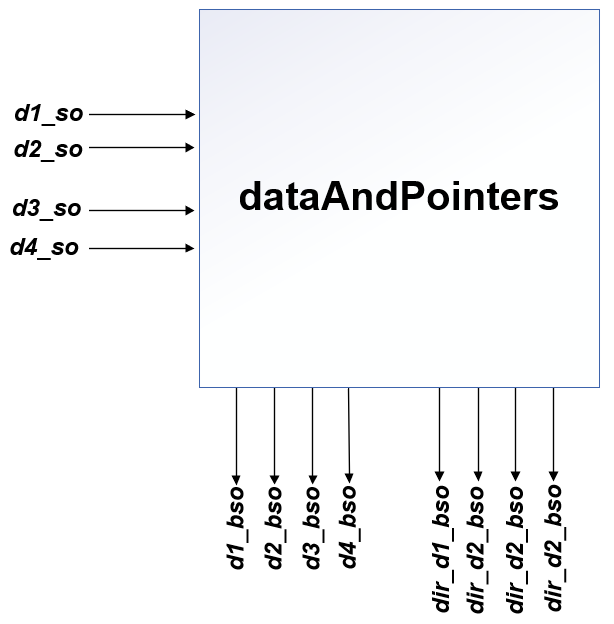 d1_so
d2_so
d3_so
d4_so
dataAndPointers
d1_bso
d2_bso
d3_bso
d4_bso
dir_d1_bso
dir_d2_bso
dir_d2_bso
dir_d2_bso